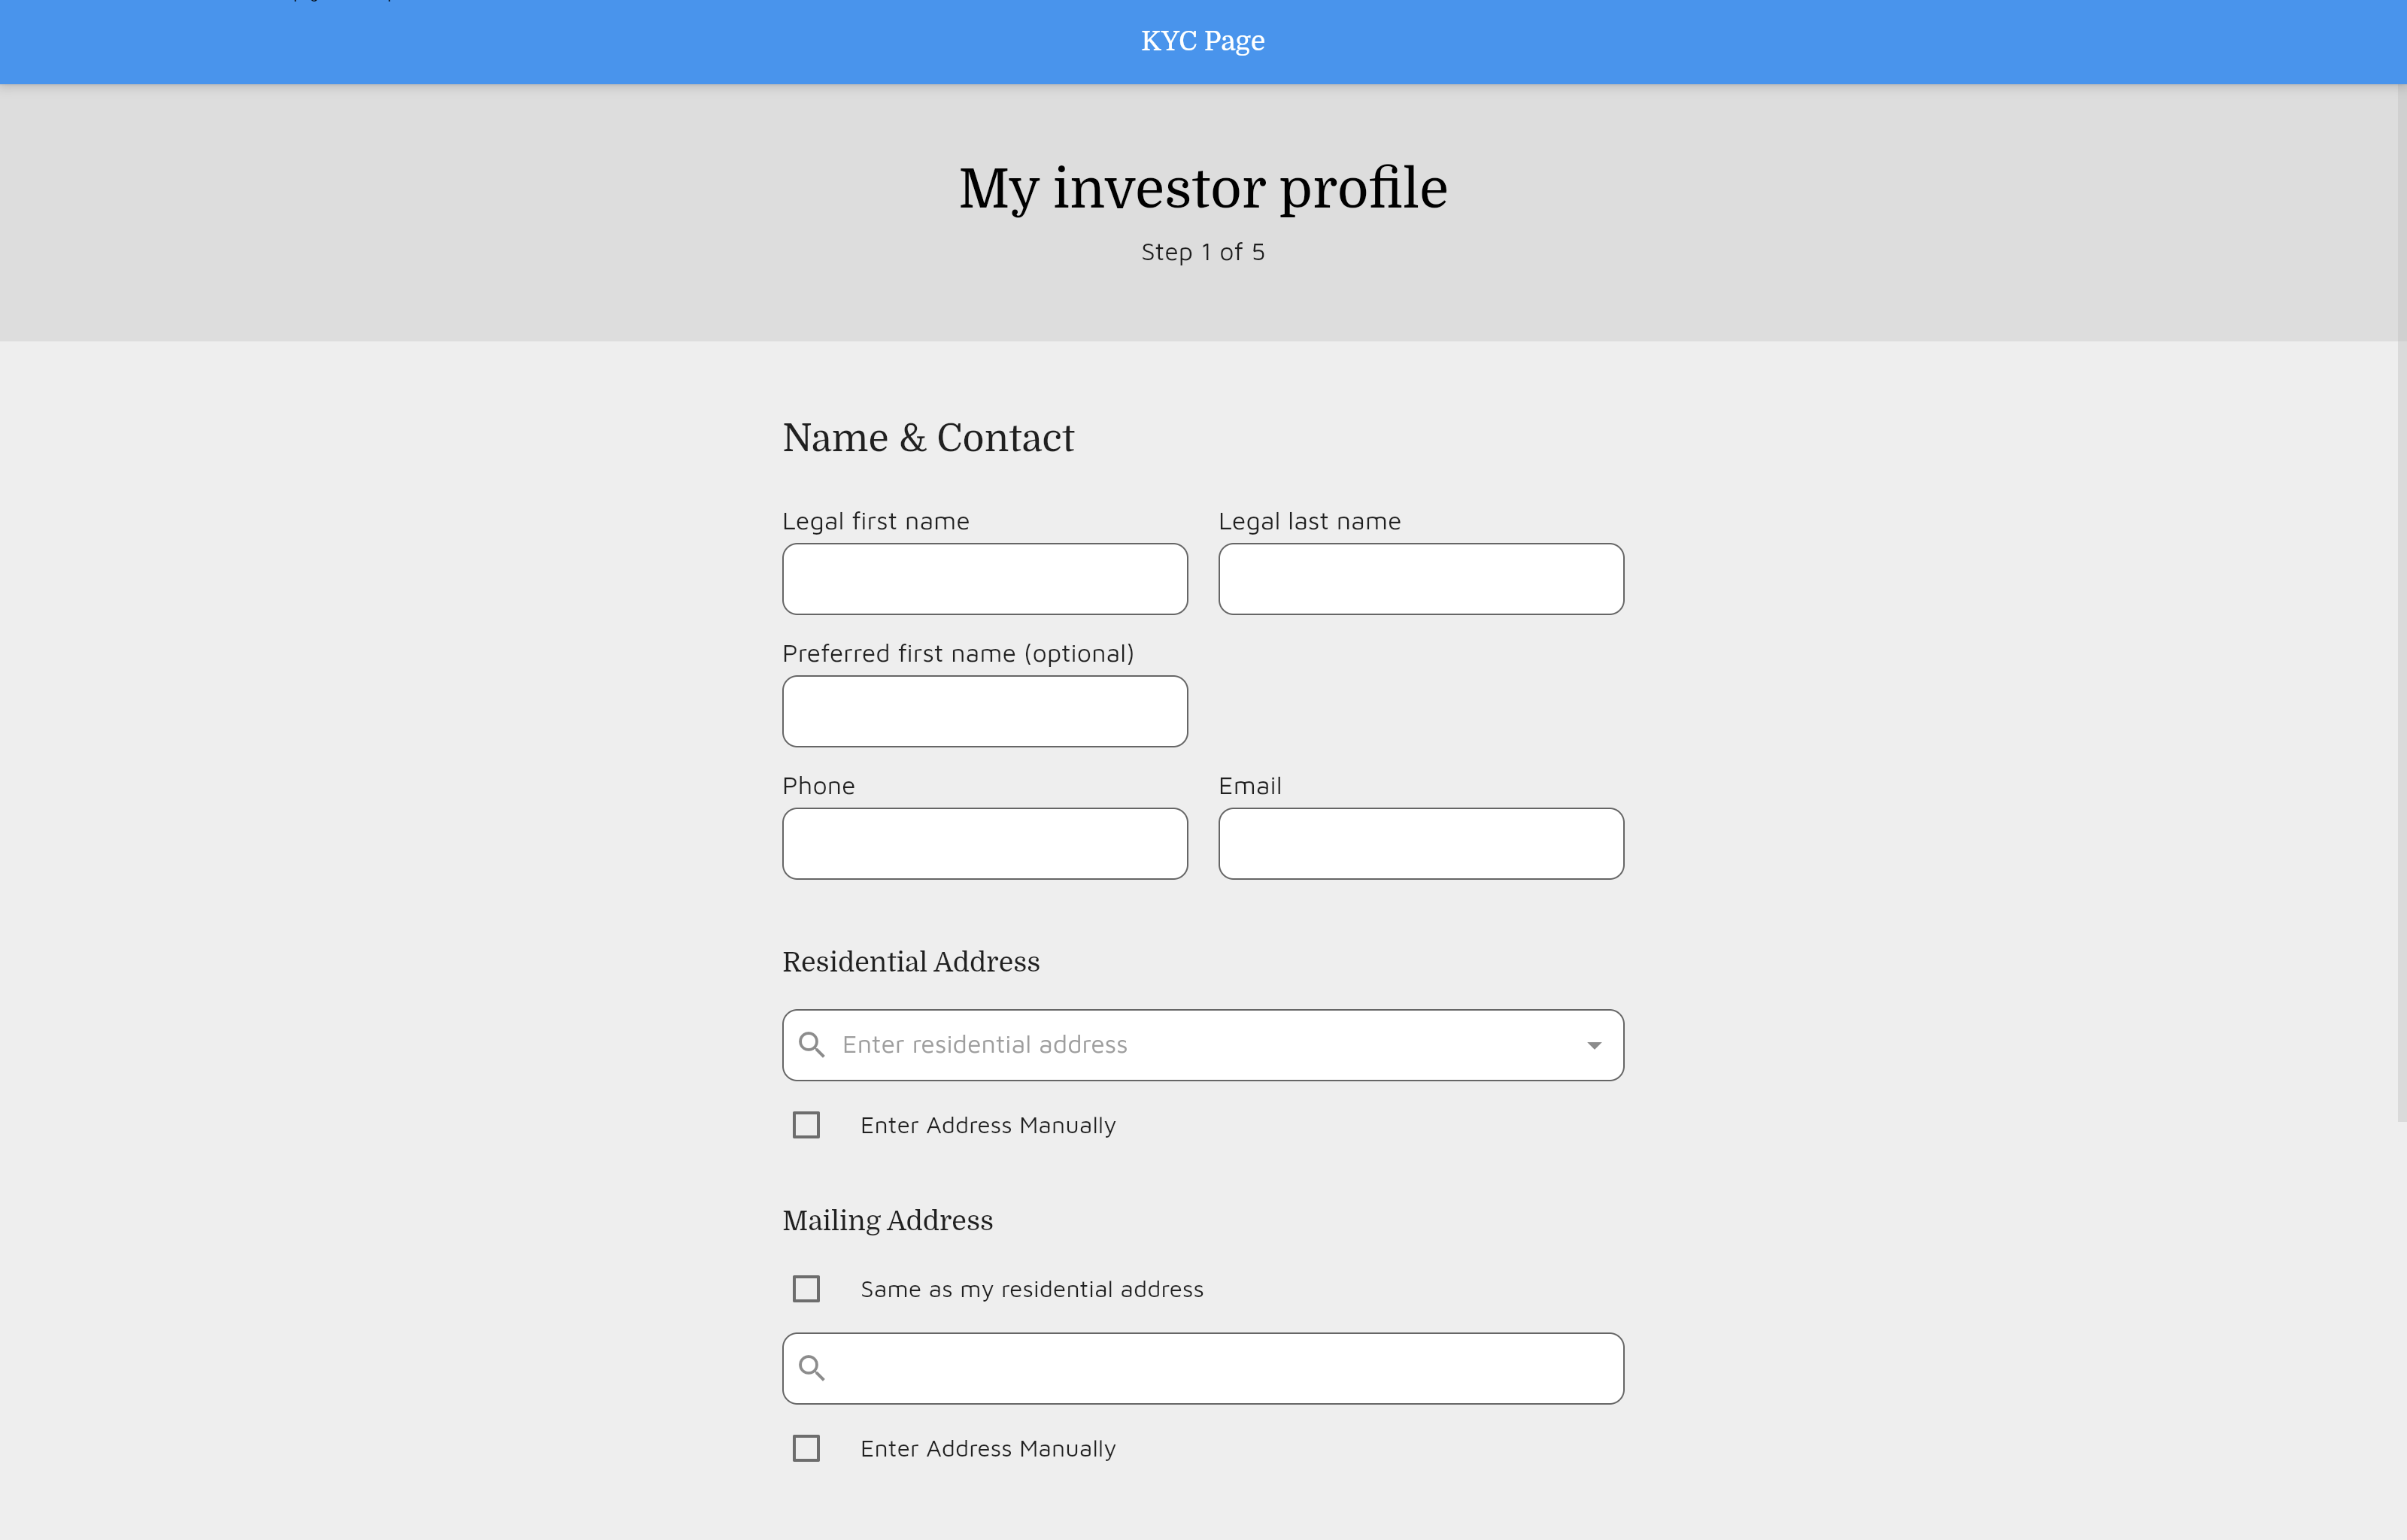 KYC Page
My investor profile
Step 1 of 5
Name & Contact
Legal first name
Legal last name
Preferred first name (optional)
Phone
Email
Residential Address
Enter residential address
Enter Address Manually
Mailing Address
Same as my residential address
Enter Address Manually